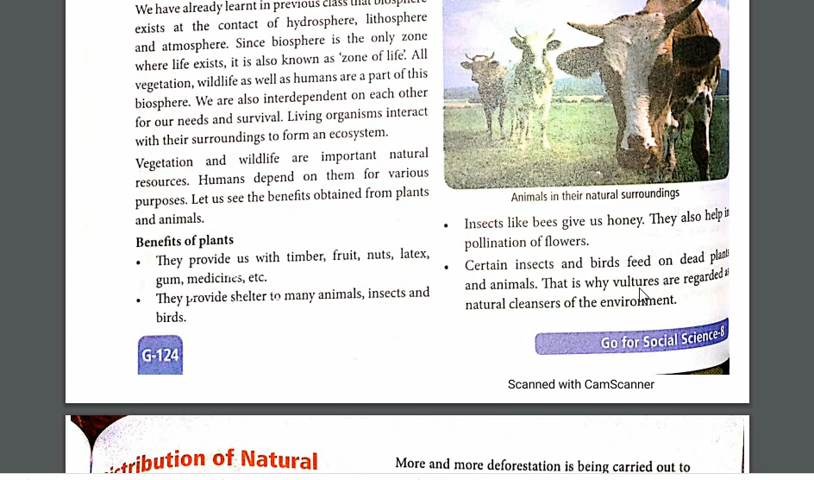 We have already learnt in previous class that biosphere
exists at the contact of hydrosphere, lithosphere
and atmosphere. Since biosphere is the only zone
where life exists, it is also known as ‘zone of life’. All
vegetation, wildlife as well as humans are a part of this
biosphere. We are also interdependent on each other
for our needs and survival. Living organisms interact
with their surroundings to form an ecosystem.
Vegetation and wildlife are important natural
resources. Humans depend on them for various
purposes. Let us see the benefits obtained from plants
and animals.
Benefits of plants
• They provide us with timber, fruit, nuts, latex,
gum, medicines, etc.
• They provide shelter to many animals, insects and
birds.
G-124
Animals in their natural surroundings
• Insects like bees give us honey. They also help in
pollination of flowers.
• Certain insects and birds feed on dead plants
and animals. That is why vultures are regarded as
natural cleansers of the environment.
Go for Social Science-8
Scanned with CamScanner
tribution of Natural
More and more deforestation is being carried out to